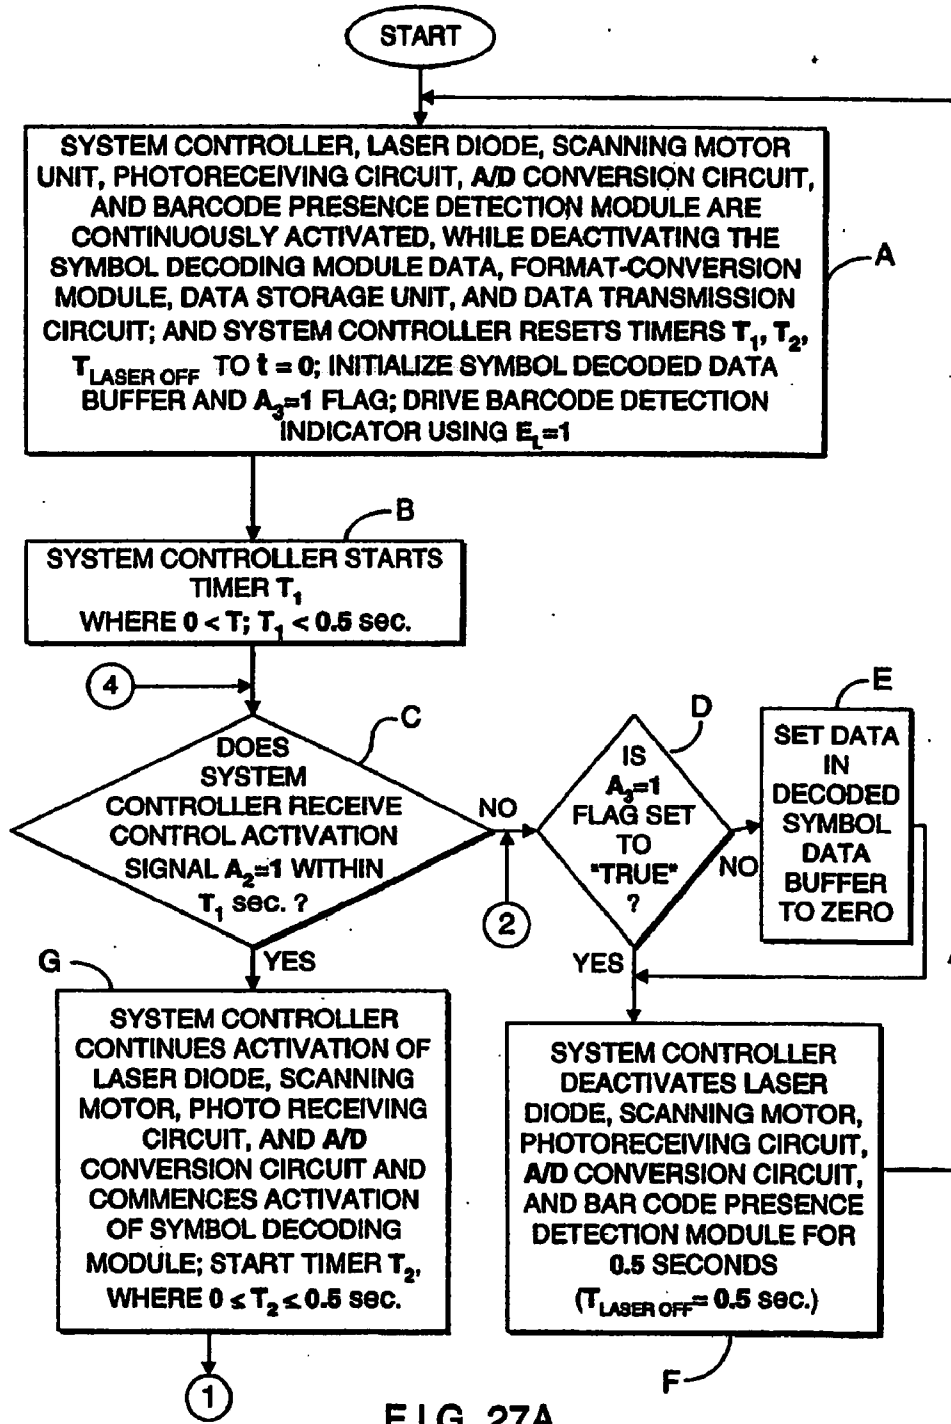 START
SYSTEM CONTROLLER, LASER DIODE, SCANNING MOTOR
UNIT, PHOTORECEIVING CIRCUIT, A/D CONVERSION CIRCUIT,
AND BARCODE PRESENCE DETECTION MODULE ARE
CONTINUOUSLY ACTIVATED, WHILE DEACTIVATING THE
SYMBOL DECODING MODULE DATA, FORMAT-CONVERSION
MODULE, DATA STORAGE UNIT, AND DATA TRANSMISSION
CIRCUIT; AND SYSTEM CONTROLLER RESETS TIMERS T1, T2,
TLASER OFF TO t = 0; INITIALIZE SYMBOL DECODED DATA
BUFFER AND A3=1 FLAG; DRIVE BARCODE DETECTION
INDICATOR USING EL=1
A
B
SYSTEM CONTROLLER STARTS
TIMER T1
WHERE 0 < T; T1 < 0.5 sec.
4
C
DOES
SYSTEM
CONTROLLER RECEIVE
CONTROL ACTIVATION
SIGNAL A2=1 WITHIN
T1 sec. ?
NO
2
YES
D
IS
A3=1
FLAG SET
TO
"TRUE"
?
NO
YES
E
SET DATA
IN
DECODED
SYMBOL
DATA
BUFFER
TO ZERO
G
SYSTEM CONTROLLER
CONTINUES ACTIVATION OF
LASER DIODE, SCANNING
MOTOR, PHOTO RECEIVING
CIRCUIT, AND A/D
CONVERSION CIRCUIT AND
COMMENCES ACTIVATION
OF SYMBOL DECODING
MODULE; START TIMER T2,
WHERE 0 ≤ T2 ≤ 0.5 sec.
1
SYSTEM CONTROLLER
DEACTIVATES LASER
DIODE, SCANNING MOTOR,
PHOTORECEIVING CIRCUIT,
A/D CONVERSION CIRCUIT,
AND BAR CODE PRESENCE
DETECTION MODULE FOR
0.5 SECONDS
(TLASER OFF= 0.5 sec.)
F
FIG. 27A